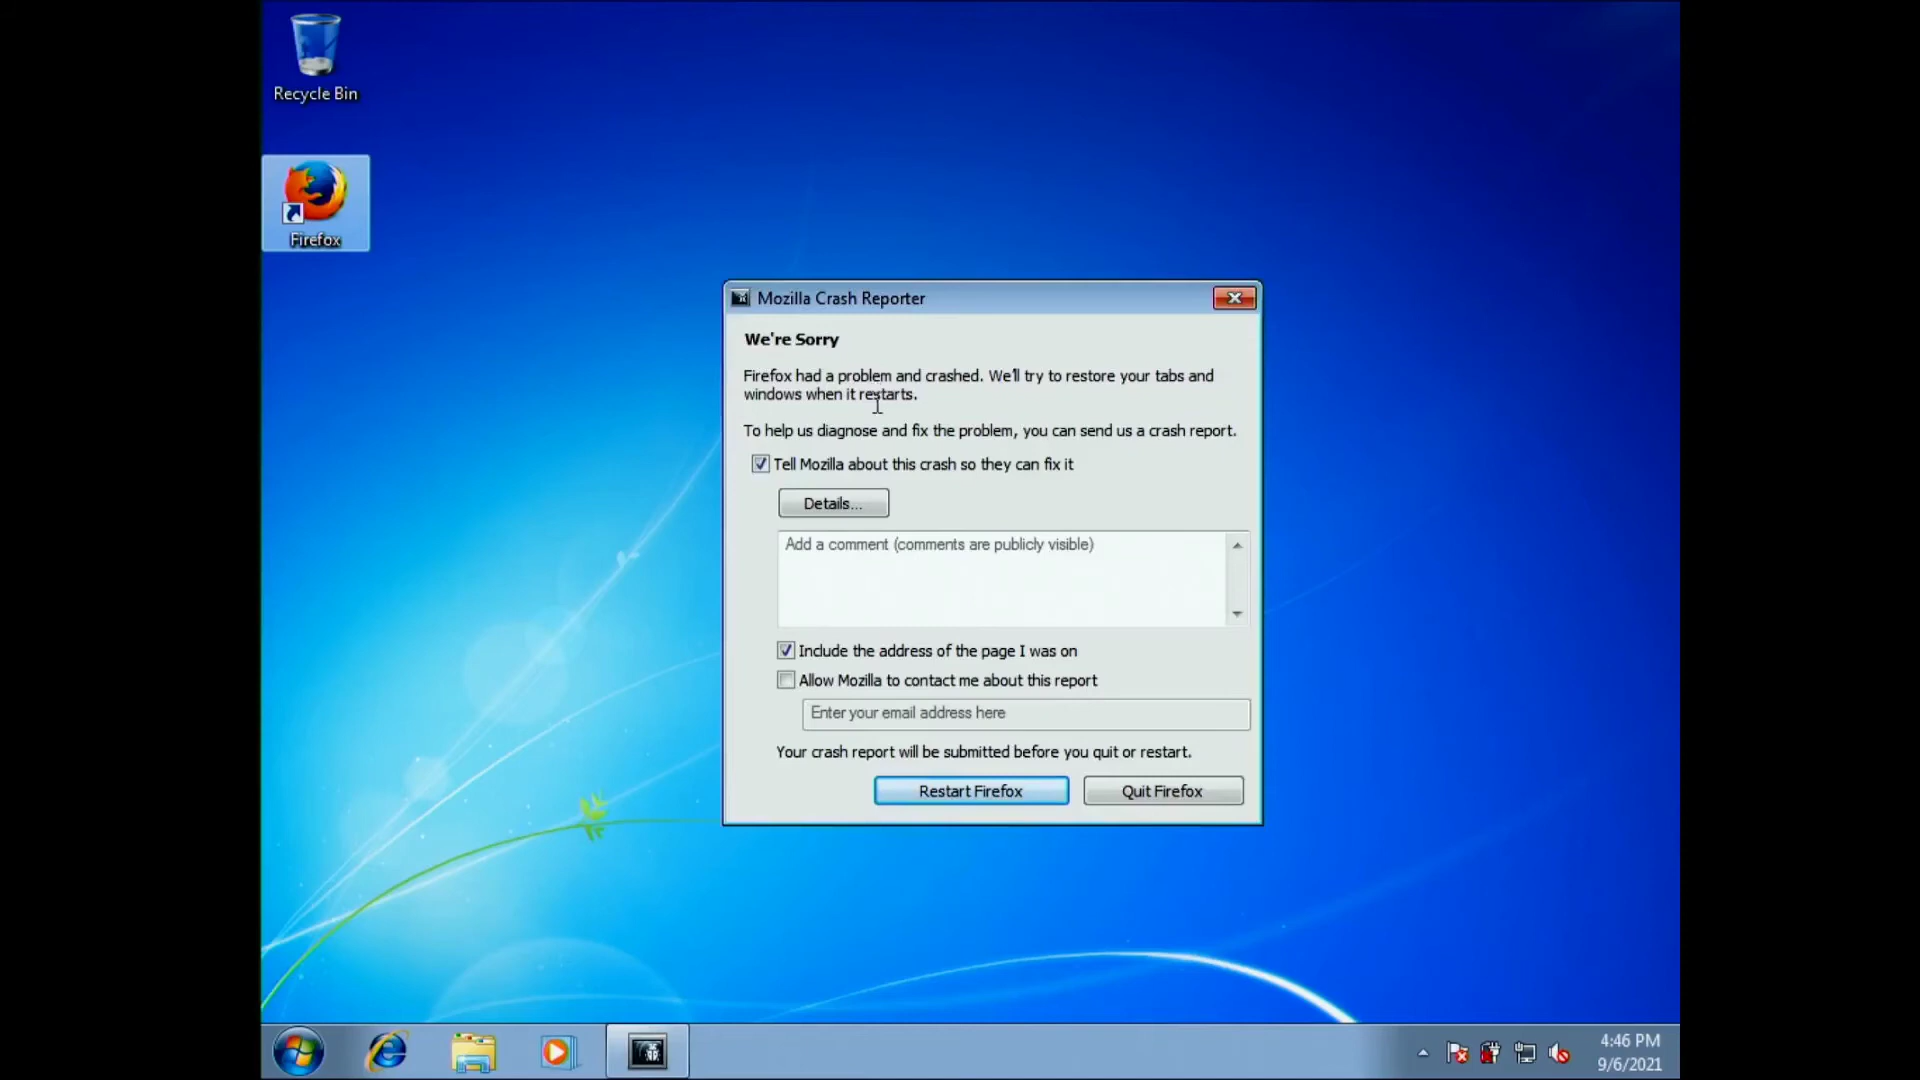 Recycle Bin
Firefox
Mozilla Crash Reporter
We're Sorry
Firefox had a problem and crashed. We'll try to restore your tabs and
windows when it restarts.
To help us diagnose and fix the problem, you can send us a crash report.
Tell Mozilla about this crash so they can fix it
Details...
Add a comment (comments are publicly visible)
Include the address of the page I was on
Allow Mozilla to contact me about this report
Enter your email address here
Your crash report will be submitted before you quit or restart.
Restart Firefox
Quit Firefox
4:46 PM
9/6/2021